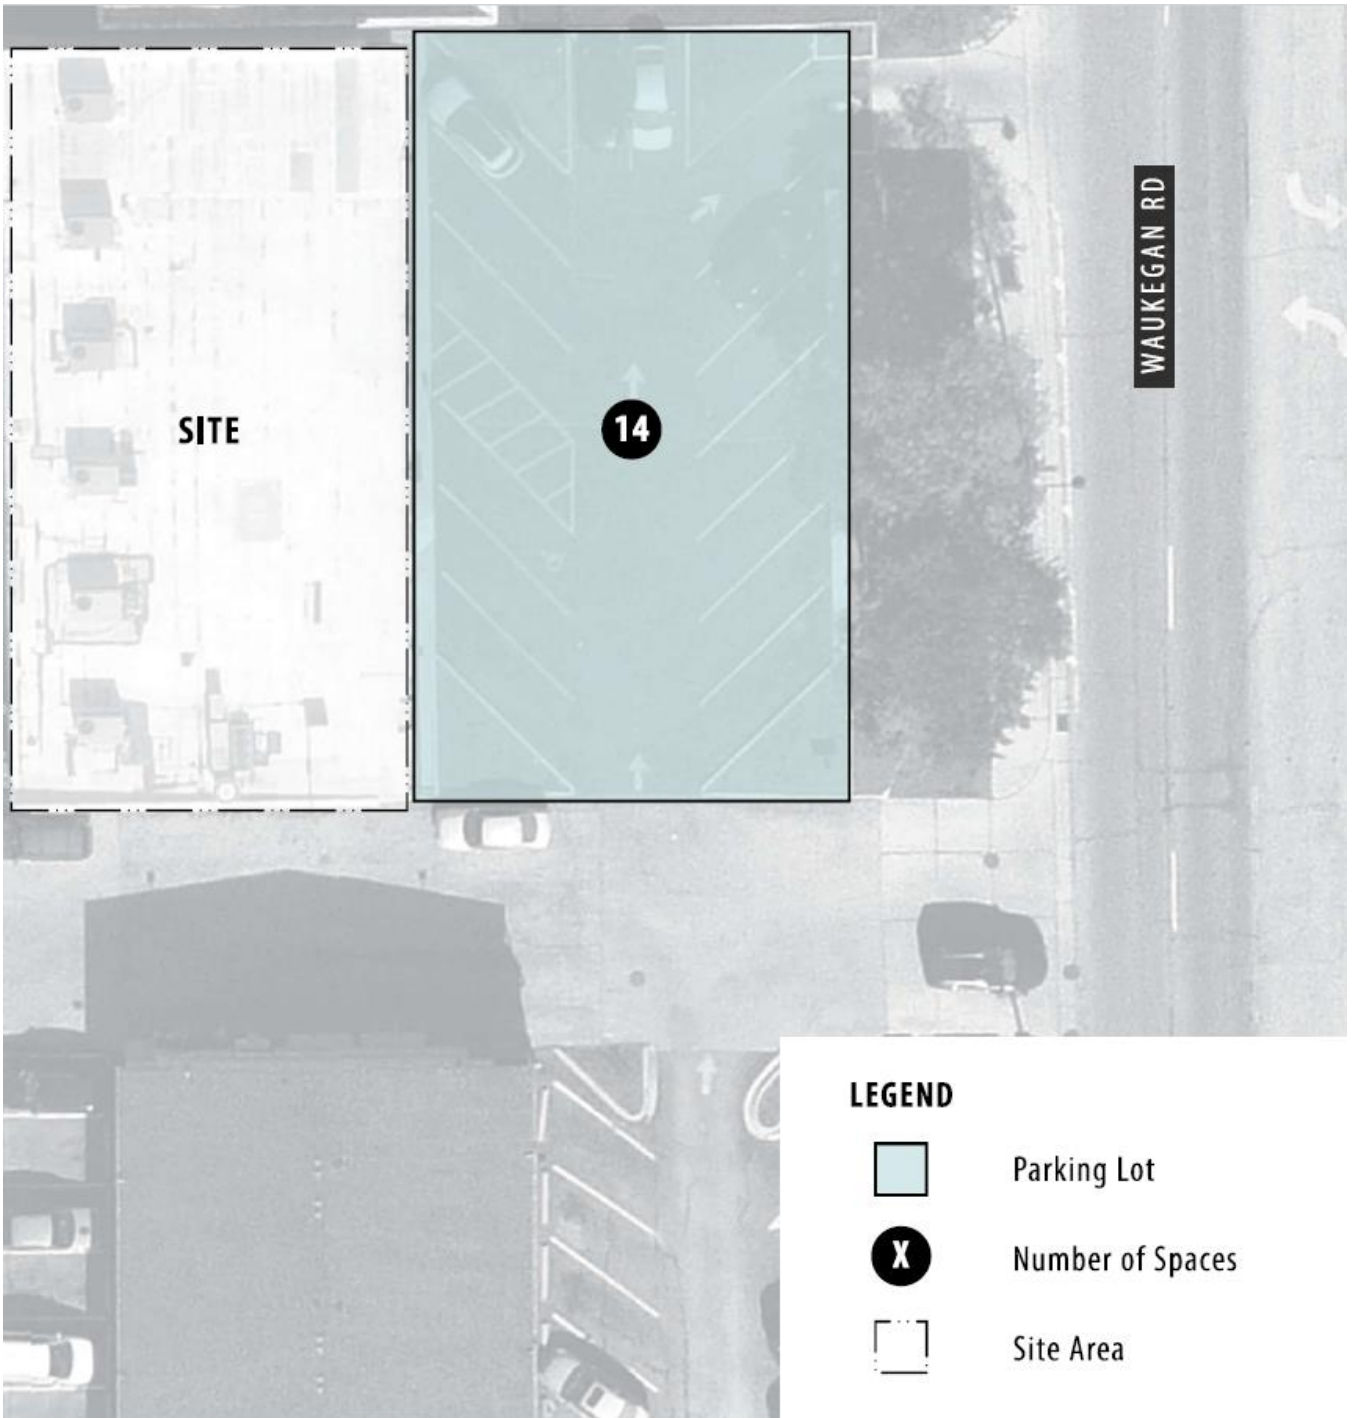 WAUKEGAN RD
SITE
14
LEGEND
Parking Lot
X
Number of Spaces
Site Area